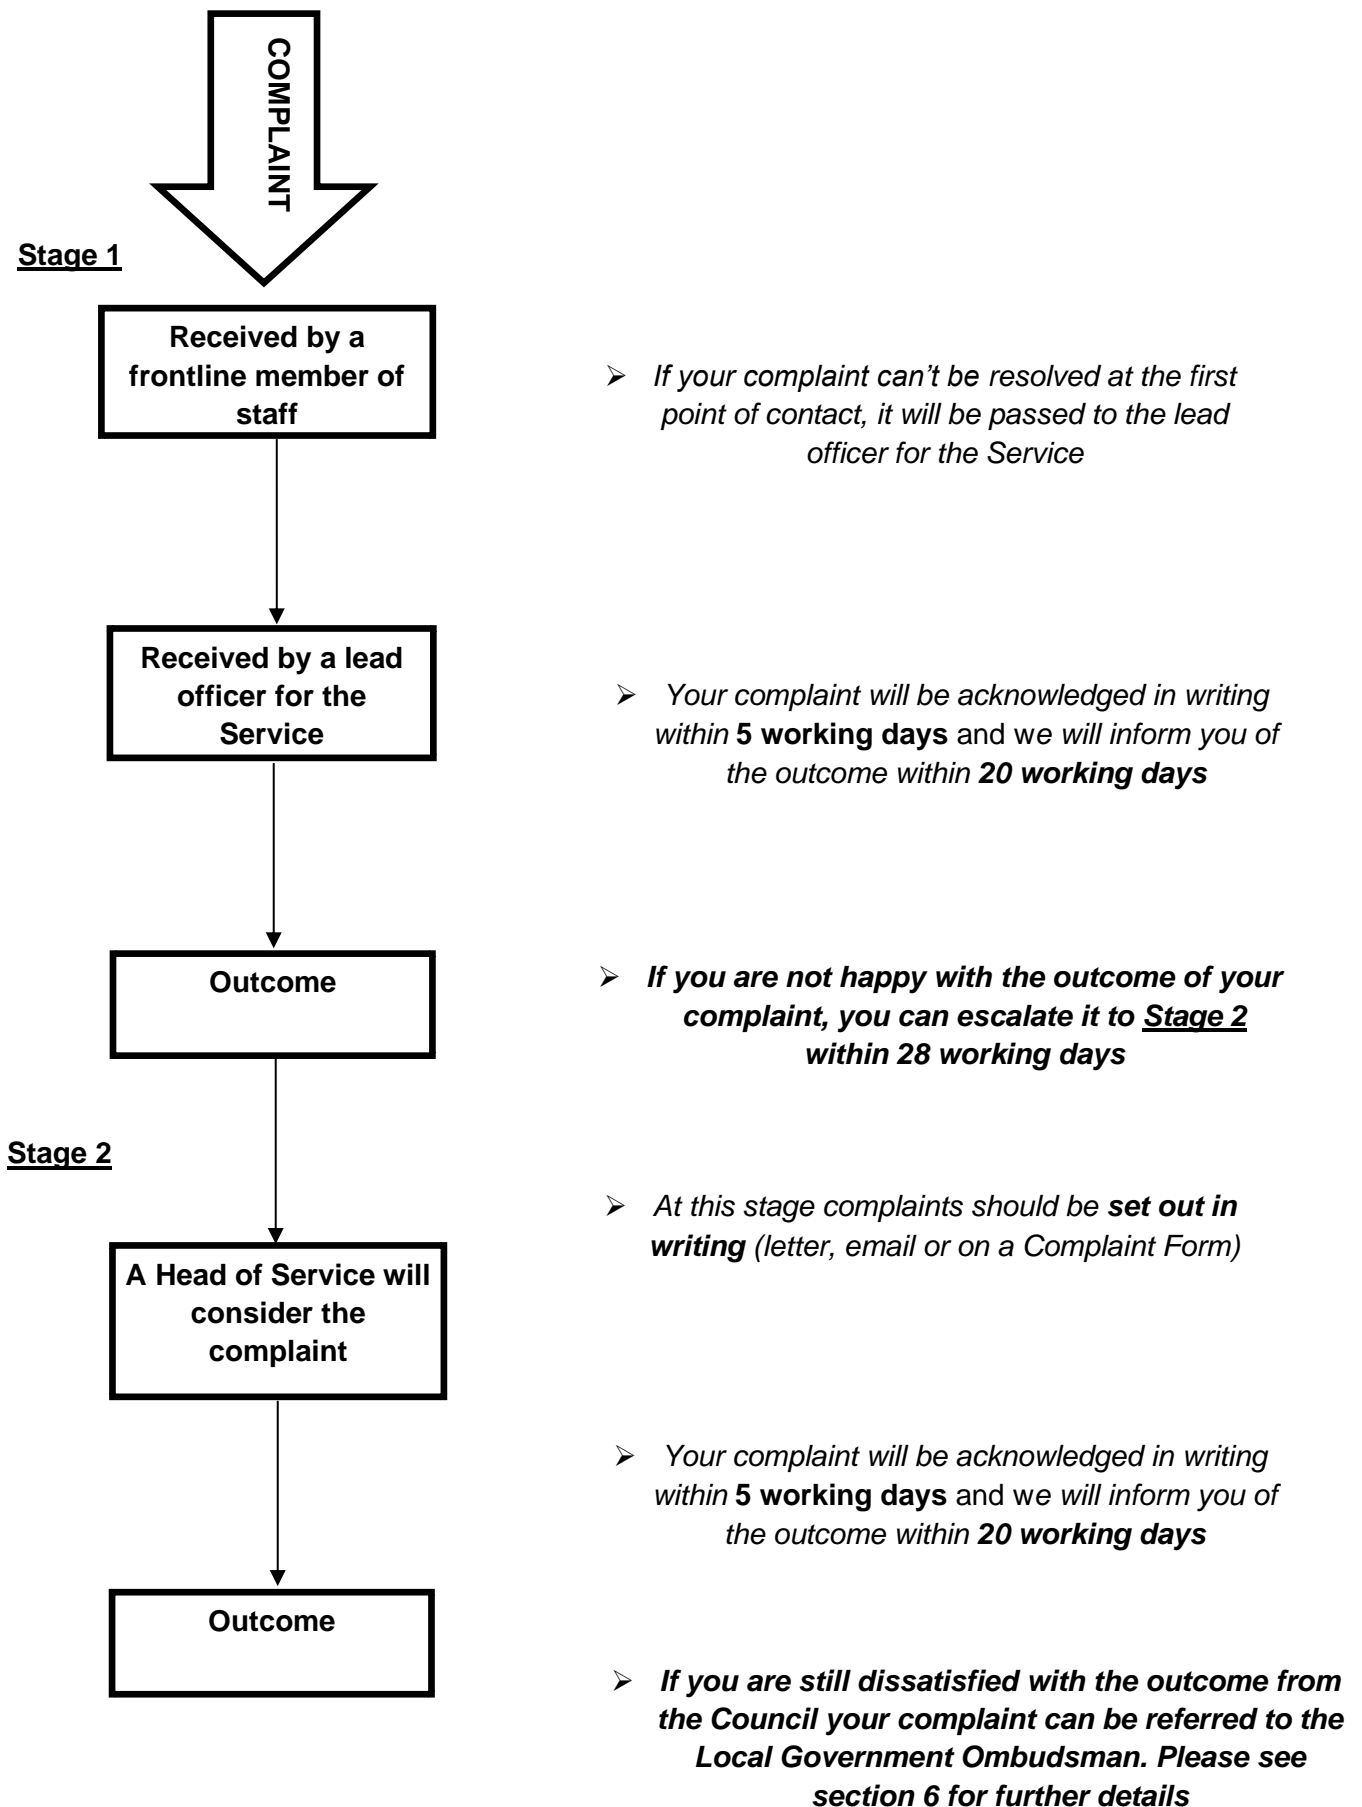 COMPLAINT
Stage 1
Received by a
frontline member of
staff
➢ If your complaint can’t be resolved at the first
point of contact, it will be passed to the lead
officer for the Service
Received by a lead
officer for the
Service
➢ Your complaint will be acknowledged in writing
within 5 working days and we will inform you of
the outcome within 20 working days
Outcome
➢ If you are not happy with the outcome of your
complaint, you can escalate it to Stage 2
within 28 working days
Stage 2
➢ At this stage complaints should be set out in
writing (letter, email or on a Complaint Form)
A Head of Service will
consider the
complaint
➢ Your complaint will be acknowledged in writing
within 5 working days and we will inform you of
the outcome within 20 working days
Outcome
➢ If you are still dissatisfied with the outcome from
the Council your complaint can be referred to the
Local Government Ombudsman. Please see
section 6 for further details